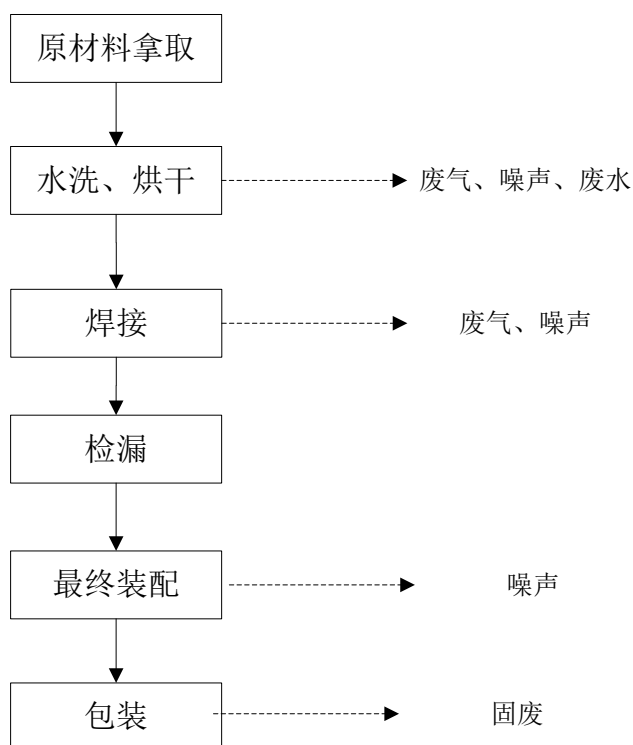 原材料拿取
水洗、烘干
废气、噪声、废水
焊接
废气、噪声
检漏
最终装配
噪声
包装
固废